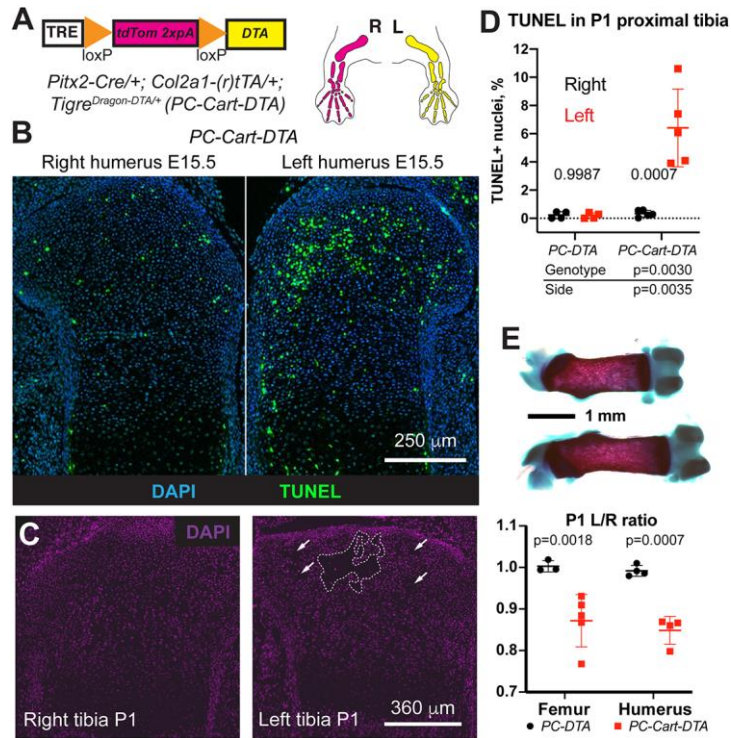 A
TRE
loxP
tdTom 2xpA
loxP
DTA
Pitx2-Cre/+; Col2a1-(r)tTA/+;
Tigre^Dragon-DTA/+ (PC-Cart-DTA)
R L
B
PC-Cart-DTA
Right humerus E15.5
Left humerus E15.5
250 μm
DAPI
TUNEL
C
DAPI
Right tibia P1
Left tibia P1
360 μm
D
TUNEL in P1 proximal tibia
TUNEL+ nuclei, %
12
10
8
6
4
2
0
Right
Left
0.9987
0.0007
PC-DTA
PC-Cart-DTA
Genotype p=0.0030
Side p=0.0035
E
1 mm
P1 L/R ratio
p=0.0018
p=0.0007
1.1
1.0
0.9
0.8
0.7
Femur
Humerus
PC-DTA
PC-Cart-DTA